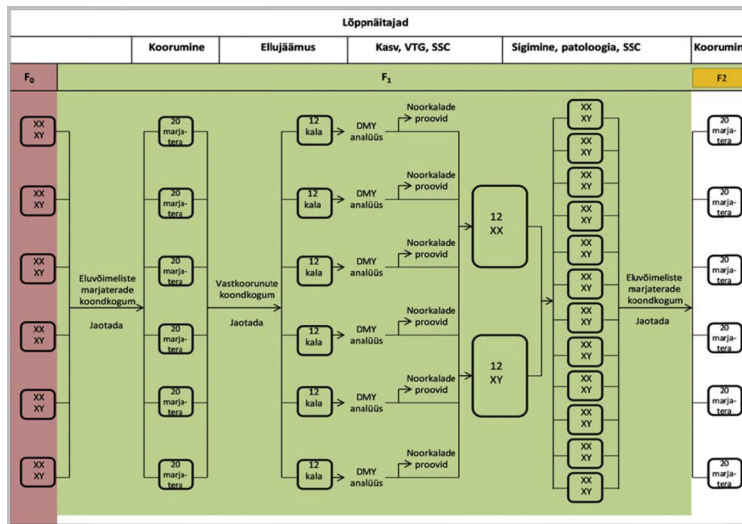 Lõppnäitajad
Koorumine
Ellujäämus
Kasv, VTG, SSC
Sigimine, patoloogia, SSC
Koorumin
F0
F1
F2
XX
XY
XX
XY
XX
XY
XX
XY
XX
XY
XX
XY
Eluvõimeliste
marjaterade
koondkogum
Jaotada
20
marja-
tera
20
marja-
tera
20
marja-
tera
20
marja-
tera
20
marja-
tera
20
marja-
tera
Vastkoorunute
koondkogum
Jaotada
12
kala
12
kala
12
kala
12
kala
12
kala
12
kala
DMY
analüüs
DMY
analüüs
DMY
analüüs
DMY
analüüs
DMY
analüüs
DMY
analüüs
Noorkalade
proovid
Noorkalade
proovid
Noorkalade
proovid
Noorkalade
proovid
Noorkalade
proovid
Noorkalade
proovid
12
XX
12
XY
XX
XY
XX
XY
XX
XY
XX
XY
XX
XY
XX
XY
XX
XY
XX
XY
XX
XY
XX
XY
XX
XY
XX
XY
Eluvõimeliste
marjaterade
koondkogum
Jaotada
20
marja-
tera
20
marja-
tera
20
marja-
tera
20
marja-
tera
20
marja-
tera
20
marja-
tera